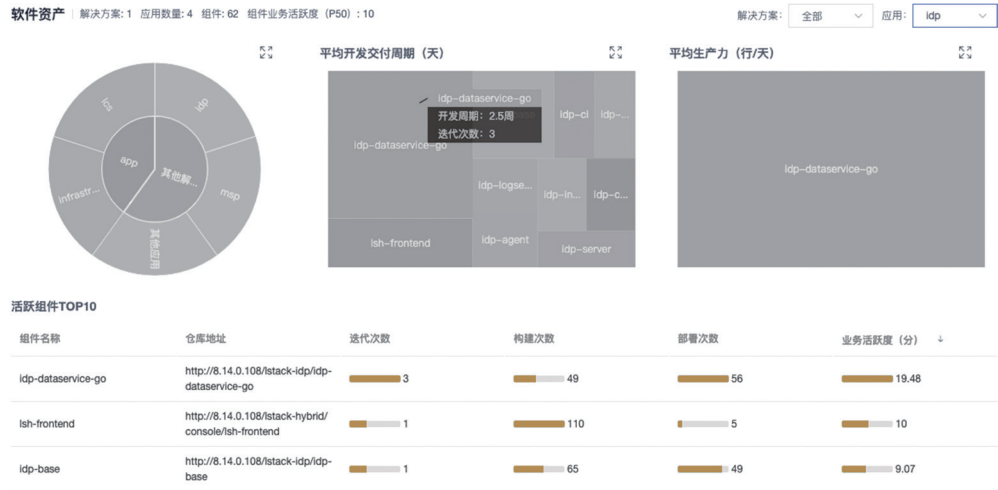 软件资产 解决方案: 1 应用数量: 4 组件: 62 组件业务活跃度（P50）: 10 解决方案: 全部 应用: idp
平均开发交付周期（天） 平均生产力（行/天）
ics
idp
app
其他解...
infrastr...
msp
其他应用
idp-dataservice-go
开发周期: 2.5周
迭代次数: 3
idp-dataservice-go
idp-ci
idp-...
idp-logse...
idp-in...
idp-c...
lsh-frontend
idp-agent
idp-server
idp-dataservice-go
活跃组件TOP10
组件名称 仓库地址 迭代次数 构建次数 部署次数 业务活跃度（分） ↓
idp-dataservice-go http://8.14.0.108/lstack-idp/idp- 3 49 56 19.48
dataservice-go
lsh-frontend http://8.14.0.108/lstack-hybrid/ 1 110 5 10
console/lsh-frontend
idp-base http://8.14.0.108/lstack-idp/idp- 1 65 49 9.07
base